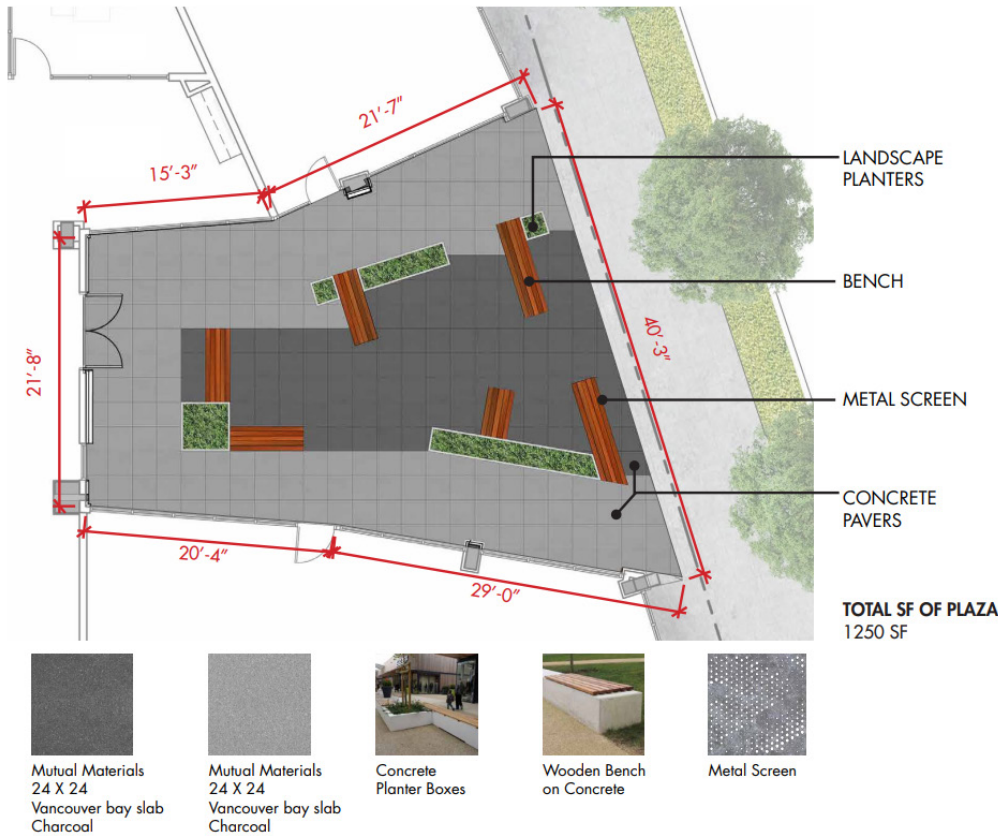 21'-7"
15'-3"
LANDSCAPE
PLANTERS
BENCH
40'-3"
21'-8"
METAL SCREEN
CONCRETE
PAVERS
20'-4"
29'-0"
TOTAL SF OF PLAZA
1250 SF
Mutual Materials
24 X 24
Vancouver bay slab
Charcoal
Mutual Materials
24 X 24
Vancouver bay slab
Charcoal
Concrete
Planter Boxes
Wooden Bench
on Concrete
Metal Screen